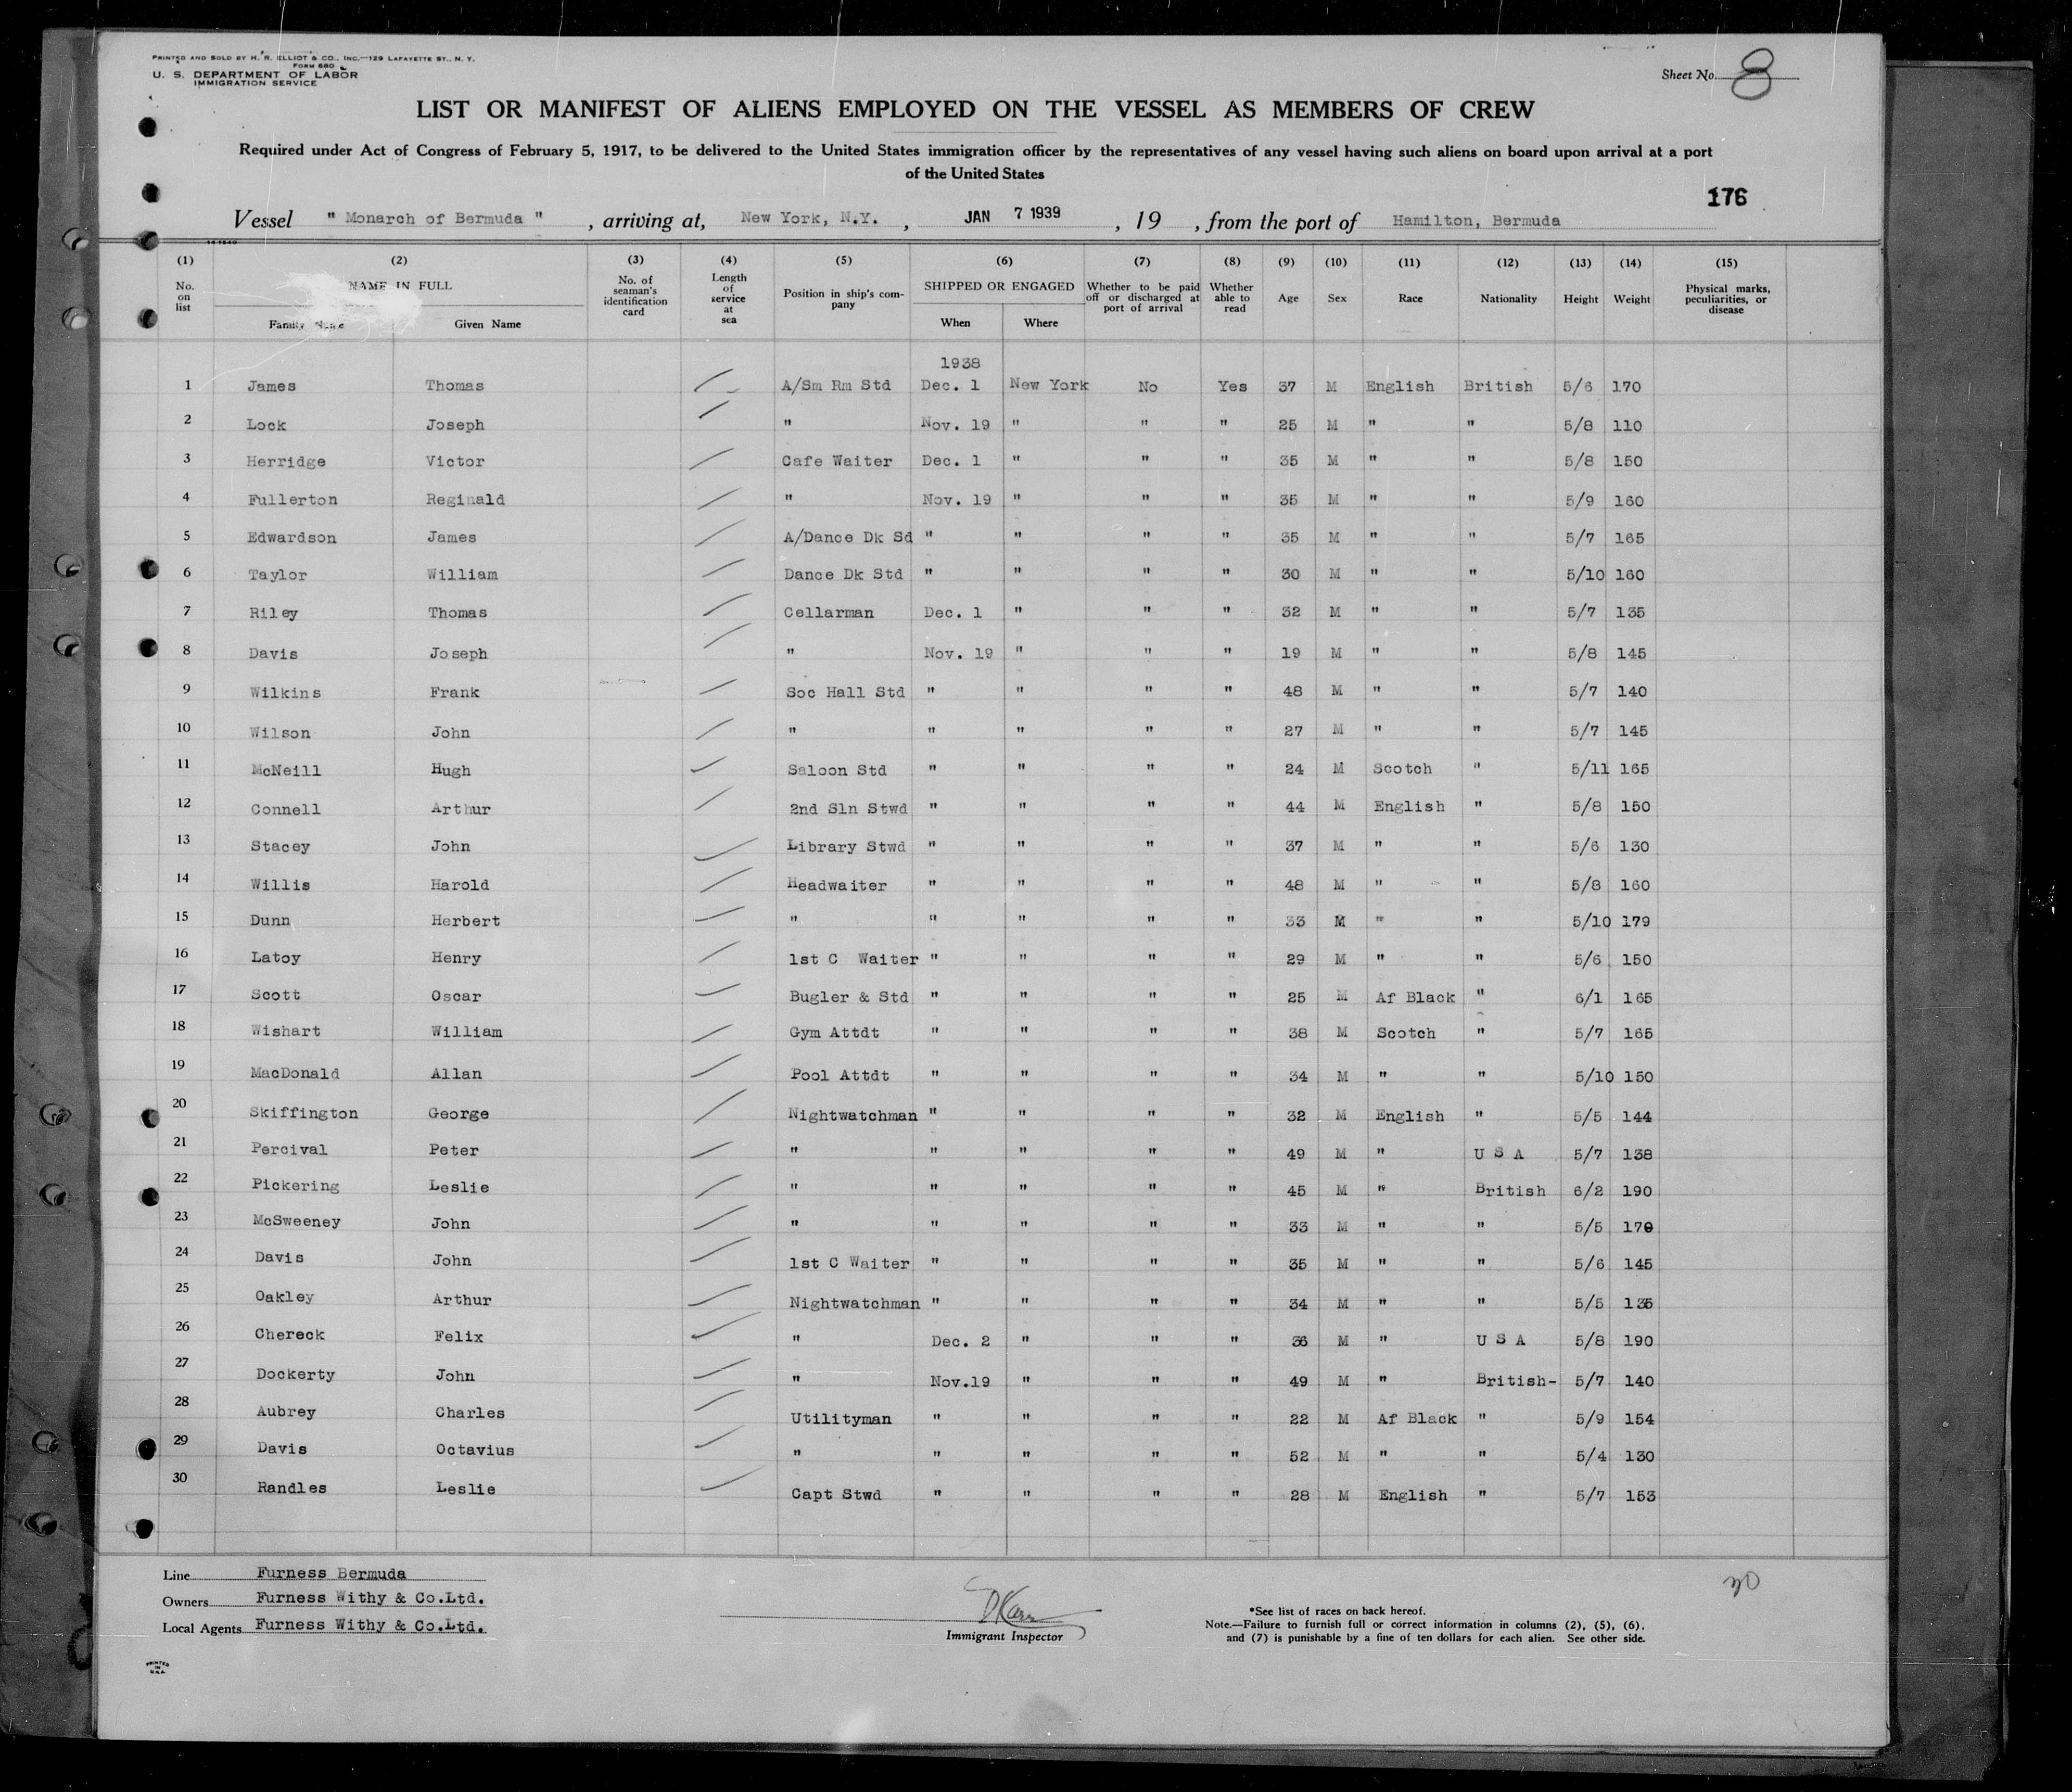 PRINTED AND SOLD BY H. R. ELLIOT & CO., INC.—129 LAFAYETTE ST., N. Y.
FORM 680
U. S. DEPARTMENT OF LABOR
IMMIGRATION SERVICE
Sheet No. 8
LIST OR MANIFEST OF ALIENS EMPLOYED ON THE VESSEL AS MEMBERS OF CREW
Required under Act of Congress of February 5, 1917, to be delivered to the United States immigration officer by the representatives of any vessel having such aliens on board upon arrival at a port
of the United States
176
Vessel " Monarch of Bermuda " , arriving at, New York, N.Y. , JAN 7 1939 , 19 , from the port of Hamilton, Bermuda
(1) (2) (3) (4) (5) (6) (7) (8) (9) (10) (11) (12) (13) (14) (15)
No. on list NAME IN FULL Family Name Given Name No. of seaman's identification card Length of service at sea Position in ship's company SHIPPED OR ENGAGED When Where Whether to be paid off or discharged at port of arrival Whether able to read Age Sex Race Nationality Height Weight Physical marks, peculiarities, or disease
1938
1 James Thomas A/Sm Rm Std Dec. 1 New York No Yes 37 M English British 5/6 170
2 Lock Joseph " Nov. 19 " " " 25 M " " 5/8 110
3 Herridge Victor Cafe Waiter Dec. 1 " " " 35 M " " 5/8 150
4 Fullerton Reginald " Nov. 19 " " " 35 M " " 5/9 160
5 Edwardson James A/Dance Dk Sd " " " " 35 M " " 5/7 165
6 Taylor William Dance Dk Std " " " " 30 M " " 5/10 160
7 Riley Thomas Cellarman Dec. 1 " " " 32 M " " 5/7 135
8 Davis Joseph " Nov. 19 " " " 19 M " " 5/8 145
9 Wilkins Frank Soc Hall Std " " " " 48 M " " 5/7 140
10 Wilson John " " " " " 27 M " " 5/7 145
11 McNeill Hugh Saloon Std " " " " 24 M Scotch " 5/11 165
12 Connell Arthur 2nd Sln Stwd " " " " 44 M English " 5/8 150
13 Stacey John Library Stwd " " " " 37 M " " 5/6 130
14 Willis Harold Headwaiter " " " " 48 M " " 5/8 160
15 Dunn Herbert " " " " " 33 M " " 5/10 179
16 Latoy Henry 1st C Waiter " " " " 29 M " " 5/6 150
17 Scott Oscar Bugler & Std " " " " 25 M Af Black " 6/1 165
18 Wishart William Gym Attdt " " " " 38 M Scotch " 5/7 165
19 MacDonald Allan Pool Attdt " " " " 34 M " " 5/10 150
20 Skiffington George Nightwatchman " " " " 32 M English " 5/5 144
21 Percival Peter " " " " " 49 M " U S A 5/7 138
22 Pickering Leslie " " " " " 45 M " British 6/2 190
23 McSweeney John " " " " " 33 M " " 5/5 170
24 Davis John 1st C Waiter " " " " 35 M " " 5/6 145
25 Oakley Arthur Nightwatchman " " " " 34 M " " 5/5 135
26 Chereck Felix " Dec. 2 " " " 36 M " U S A 5/8 190
27 Dockerty John " Nov.19 " " " 49 M " British- 5/7 140
28 Aubrey Charles Utilityman " " " " 22 M Af Black " 5/9 154
29 Davis Octavius " " " " " 52 M " " 5/4 130
30 Randles Leslie Capt Stwd " " " " 28 M English " 5/7 153
Line Furness Bermuda
Owners Furness Withy & Co.Ltd.
Local Agents Furness Withy & Co.Ltd.
Immigrant Inspector
*See list of races on back hereof.
Note.—Failure to furnish full or correct information in columns (2), (5), (6),
and (7) is punishable by a fine of ten dollars for each alien. See other side.
PRINTED IN U.S.A.